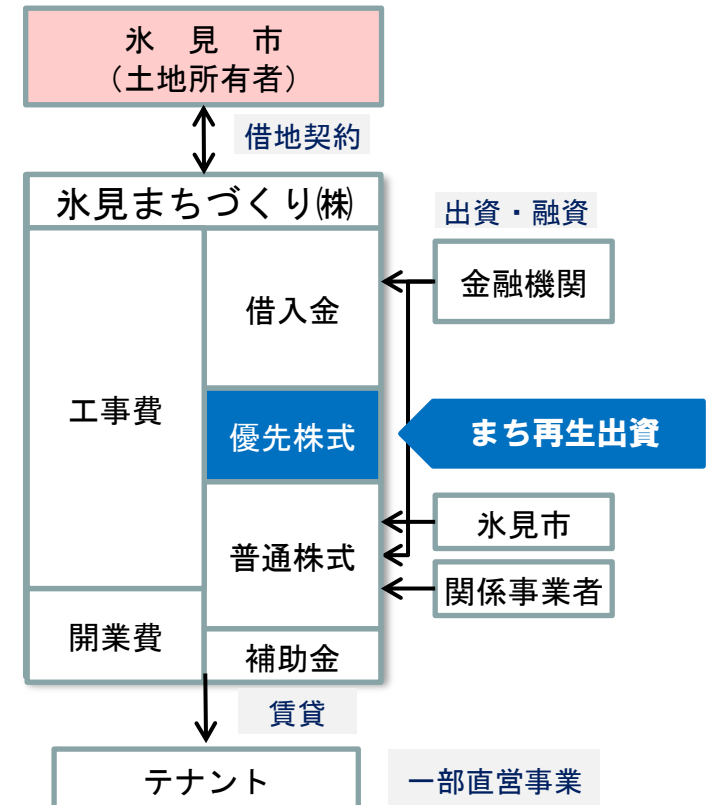 氷 見 市
（土地所有者）
借地契約
氷見まちづくり㈱
出資・融資
金融機関
借入金
工事費
優先株式
まち再生出資
氷見市
普通株式
関係事業者
開業費
補助金
賃貸
テナント
一部直営事業